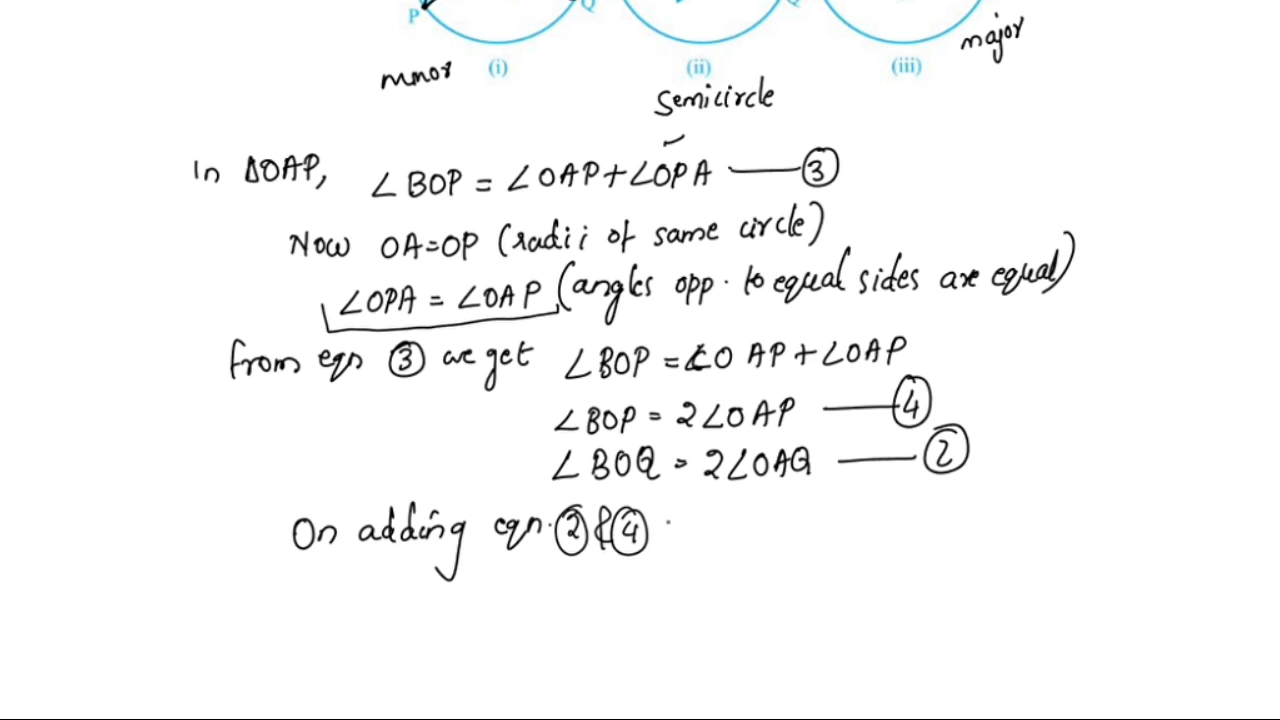 P Q
minor (i) (ii) (iii) major
Semicircle
In ΔOAP, ∠BOP = ∠OAP + ∠OPA —— ③
Now OA=OP (radii of same circle)
∠OPA = ∠OAP (angles opp. to equal sides are equal)
From eqn ③ we get ∠BOP = ∠OAP + ∠OAP
∠BOP = 2∠OAP —— ④
∠BOQ = 2∠OAQ —— ②
On adding eqn. ② & ④